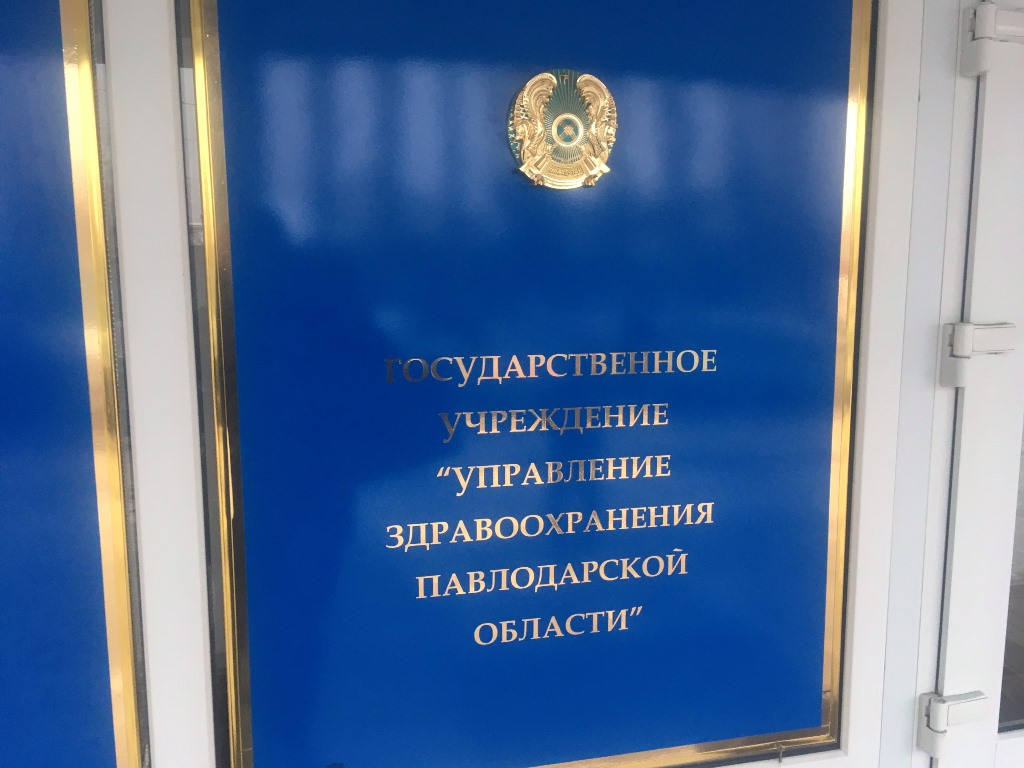 ГОСУДАРСТВЕННОЕ
УЧРЕЖДЕНИЕ
“УПРАВЛЕНИЕ
ЗДРАВООХРАНЕНИЯ
ПАВЛОДАРСКОЙ
ОБЛАСТИ”